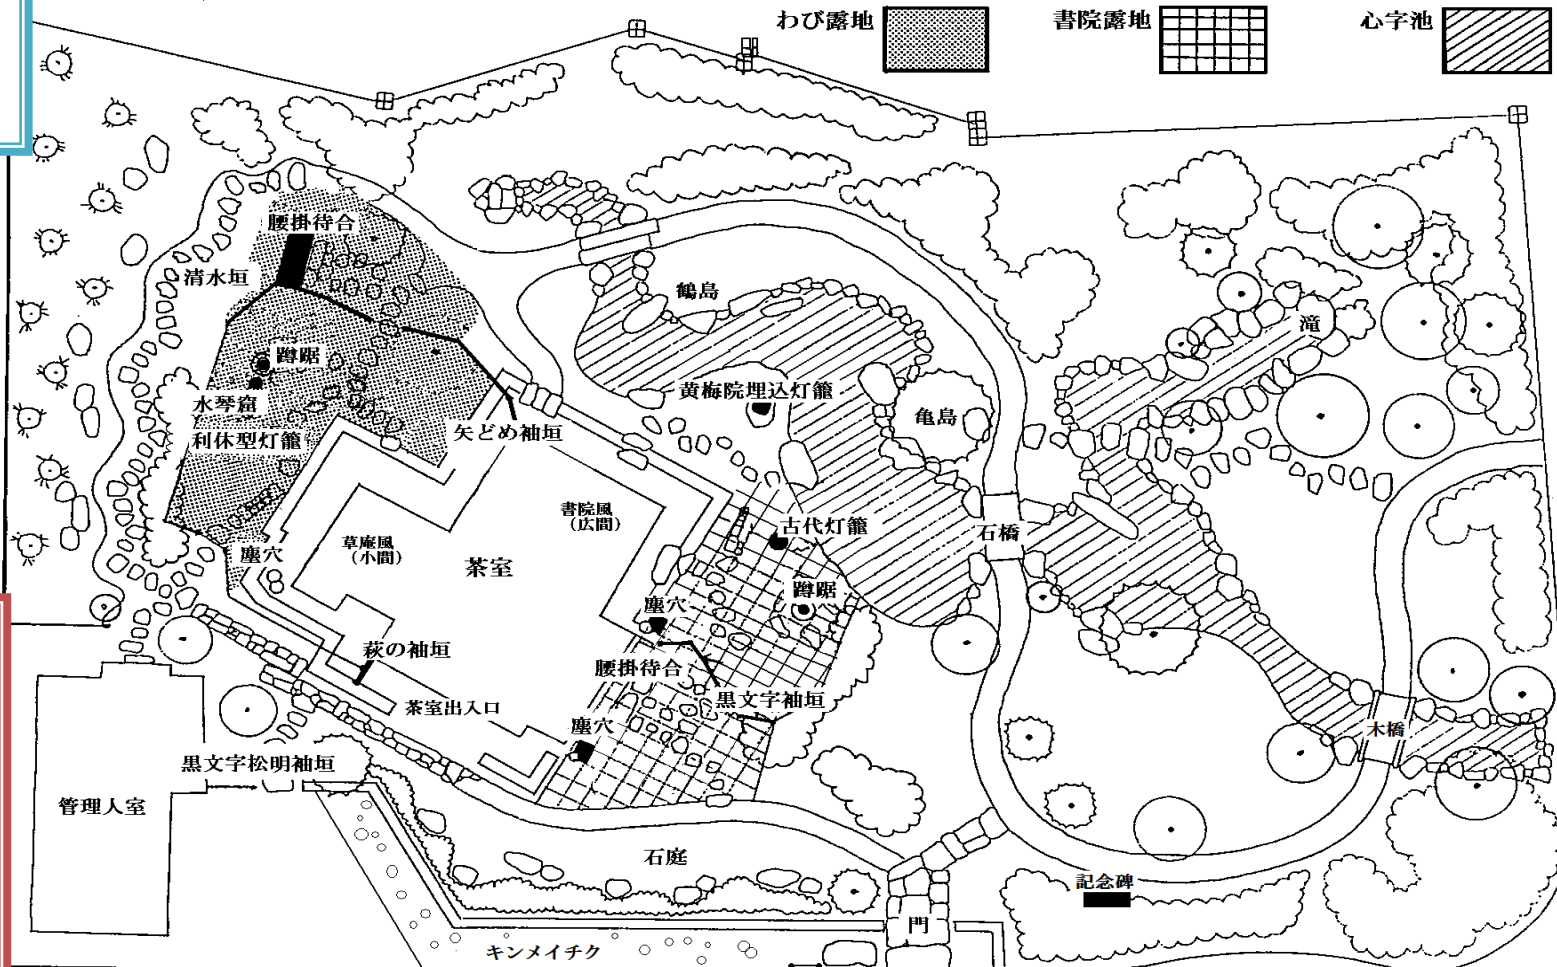 わび露地
書院露地
心字池
腰掛待合
清水垣
鶴島
滝
蹲踞
水琴窟
利休型灯籠
黄梅院埋込灯籠
亀島
矢どめ袖垣
書院風
（広間）
古代灯籠
石橋
草庵風
（小間）
塵穴
茶室
蹲踞
塵穴
萩の袖垣
腰掛待合
黒文字袖垣
茶室出入口
塵穴
木橋
黒文字松明袖垣
管理人室
石庭
記念碑
門
キンメイチク